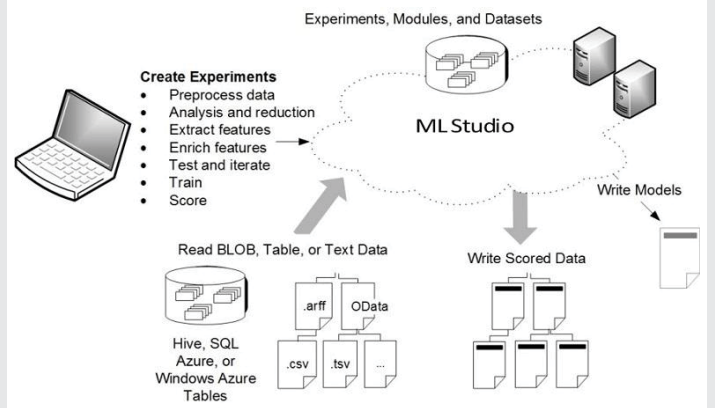 Experiments, Modules, and Datasets
Create Experiments
• Preprocess data
• Analysis and reduction
• Extract features
• Enrich features
• Test and iterate
• Train
• Score
ML Studio
Write Models
Read BLOB, Table, or Text Data
Write Scored Data
.arff
OData
Hive, SQL
Azure, or
Windows Azure
Tables
.csv
.tsv
...